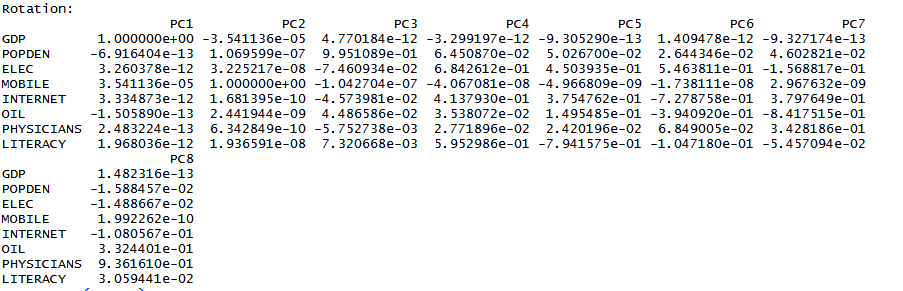 Rotation:
PC1 PC2 PC3 PC4 PC5 PC6 PC7
GDP 1.000000e+00 -3.541136e-05 4.770184e-12 -3.299197e-12 -9.305290e-13 1.409478e-12 -9.327174e-13
POPDEN -6.916404e-13 1.069599e-07 9.951089e-01 6.450870e-02 5.026700e-02 2.644346e-02 4.602821e-02
ELEC 3.260378e-12 3.225217e-08 -7.460934e-02 6.842612e-01 4.503935e-01 5.463811e-01 -1.568817e-01
MOBILE 3.541136e-05 1.000000e+00 -1.042704e-07 -4.067081e-08 -4.966809e-09 -1.738111e-08 2.967632e-09
INTERNET 3.334873e-12 1.681395e-10 -4.573981e-02 4.137930e-01 3.754762e-01 -7.278758e-01 3.797649e-01
OIL -1.505890e-13 2.441944e-09 4.486586e-02 3.538072e-02 1.495485e-01 -3.940920e-01 -8.417515e-01
PHYSICIANS 2.483224e-13 6.342849e-10 -5.752738e-03 2.771896e-02 2.420196e-02 6.849005e-02 3.428186e-01
LITERACY 1.968036e-12 1.936591e-08 7.320668e-03 5.952986e-01 -7.941575e-01 -1.047180e-01 -5.457094e-02
PC8
GDP 1.482316e-13
POPDEN -1.588457e-02
ELEC -1.488667e-02
MOBILE 1.992262e-10
INTERNET -1.080567e-01
OIL 3.324401e-01
PHYSICIANS 9.361610e-01
LITERACY 3.059441e-02